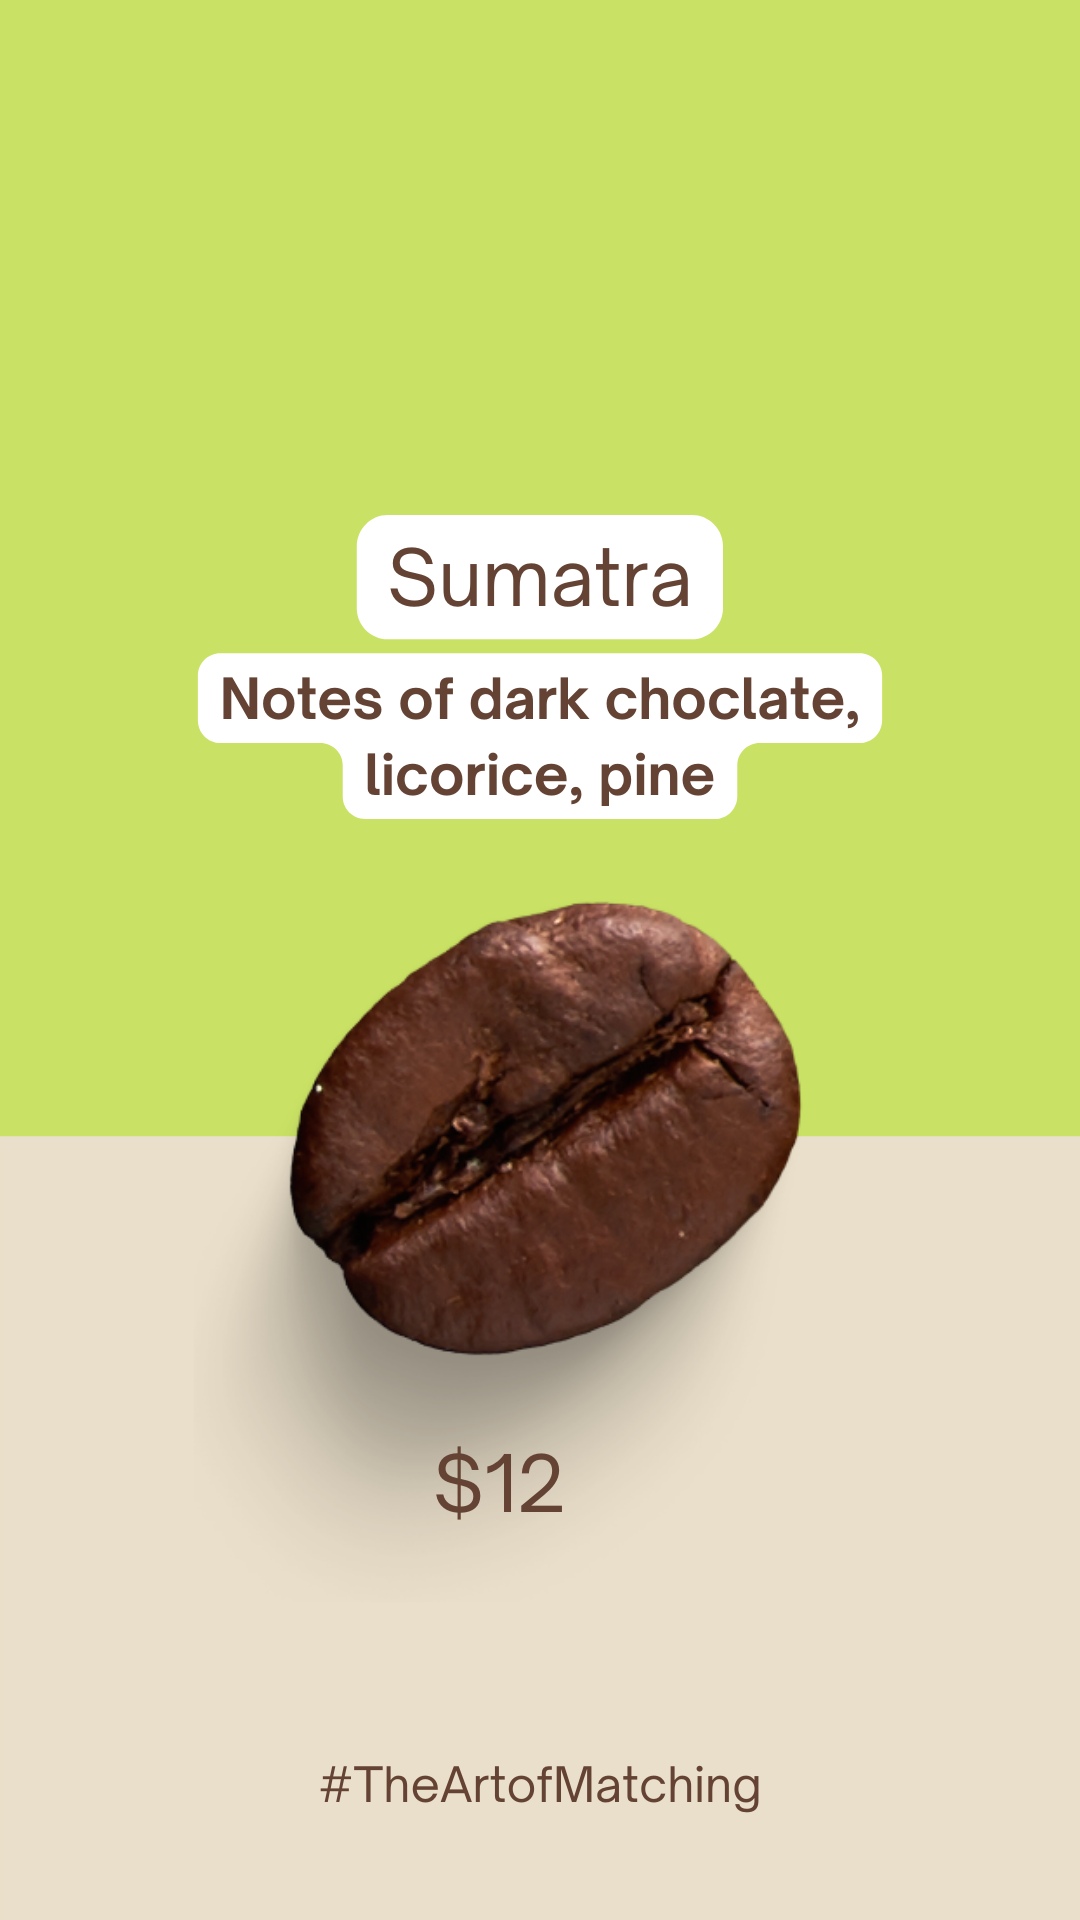 Sumatra
Notes of dark choclate,
licorice, pine
$12
#TheArtofMatching